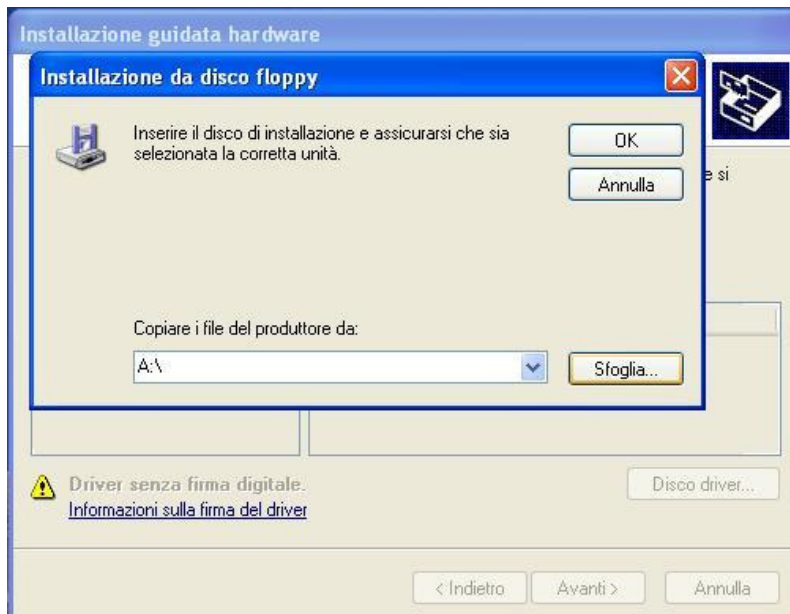 Installazione guidata hardware
Installazione da disco floppy
Inserire il disco di installazione e assicurarsi che sia
selezionata la corretta unità.
OK
Annulla
e si
Copiare i file del produttore da:
A:\
Sfoglia...
Driver senza firma digitale.
Disco driver...
Informazioni sulla firma del driver
< Indietro
Avanti >
Annulla